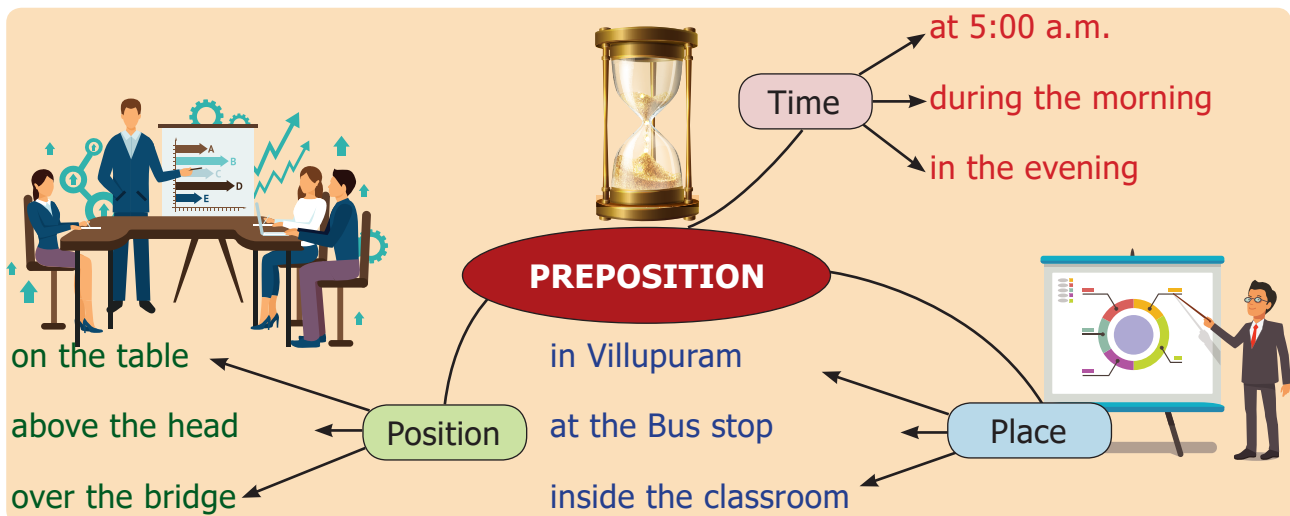 at 5:00 a.m.
Time
during the morning
in the evening
A
B
C
D
E
PREPOSITION
on the table
above the head
over the bridge
Position
in Villupuram
at the Bus stop
inside the classroom
Place